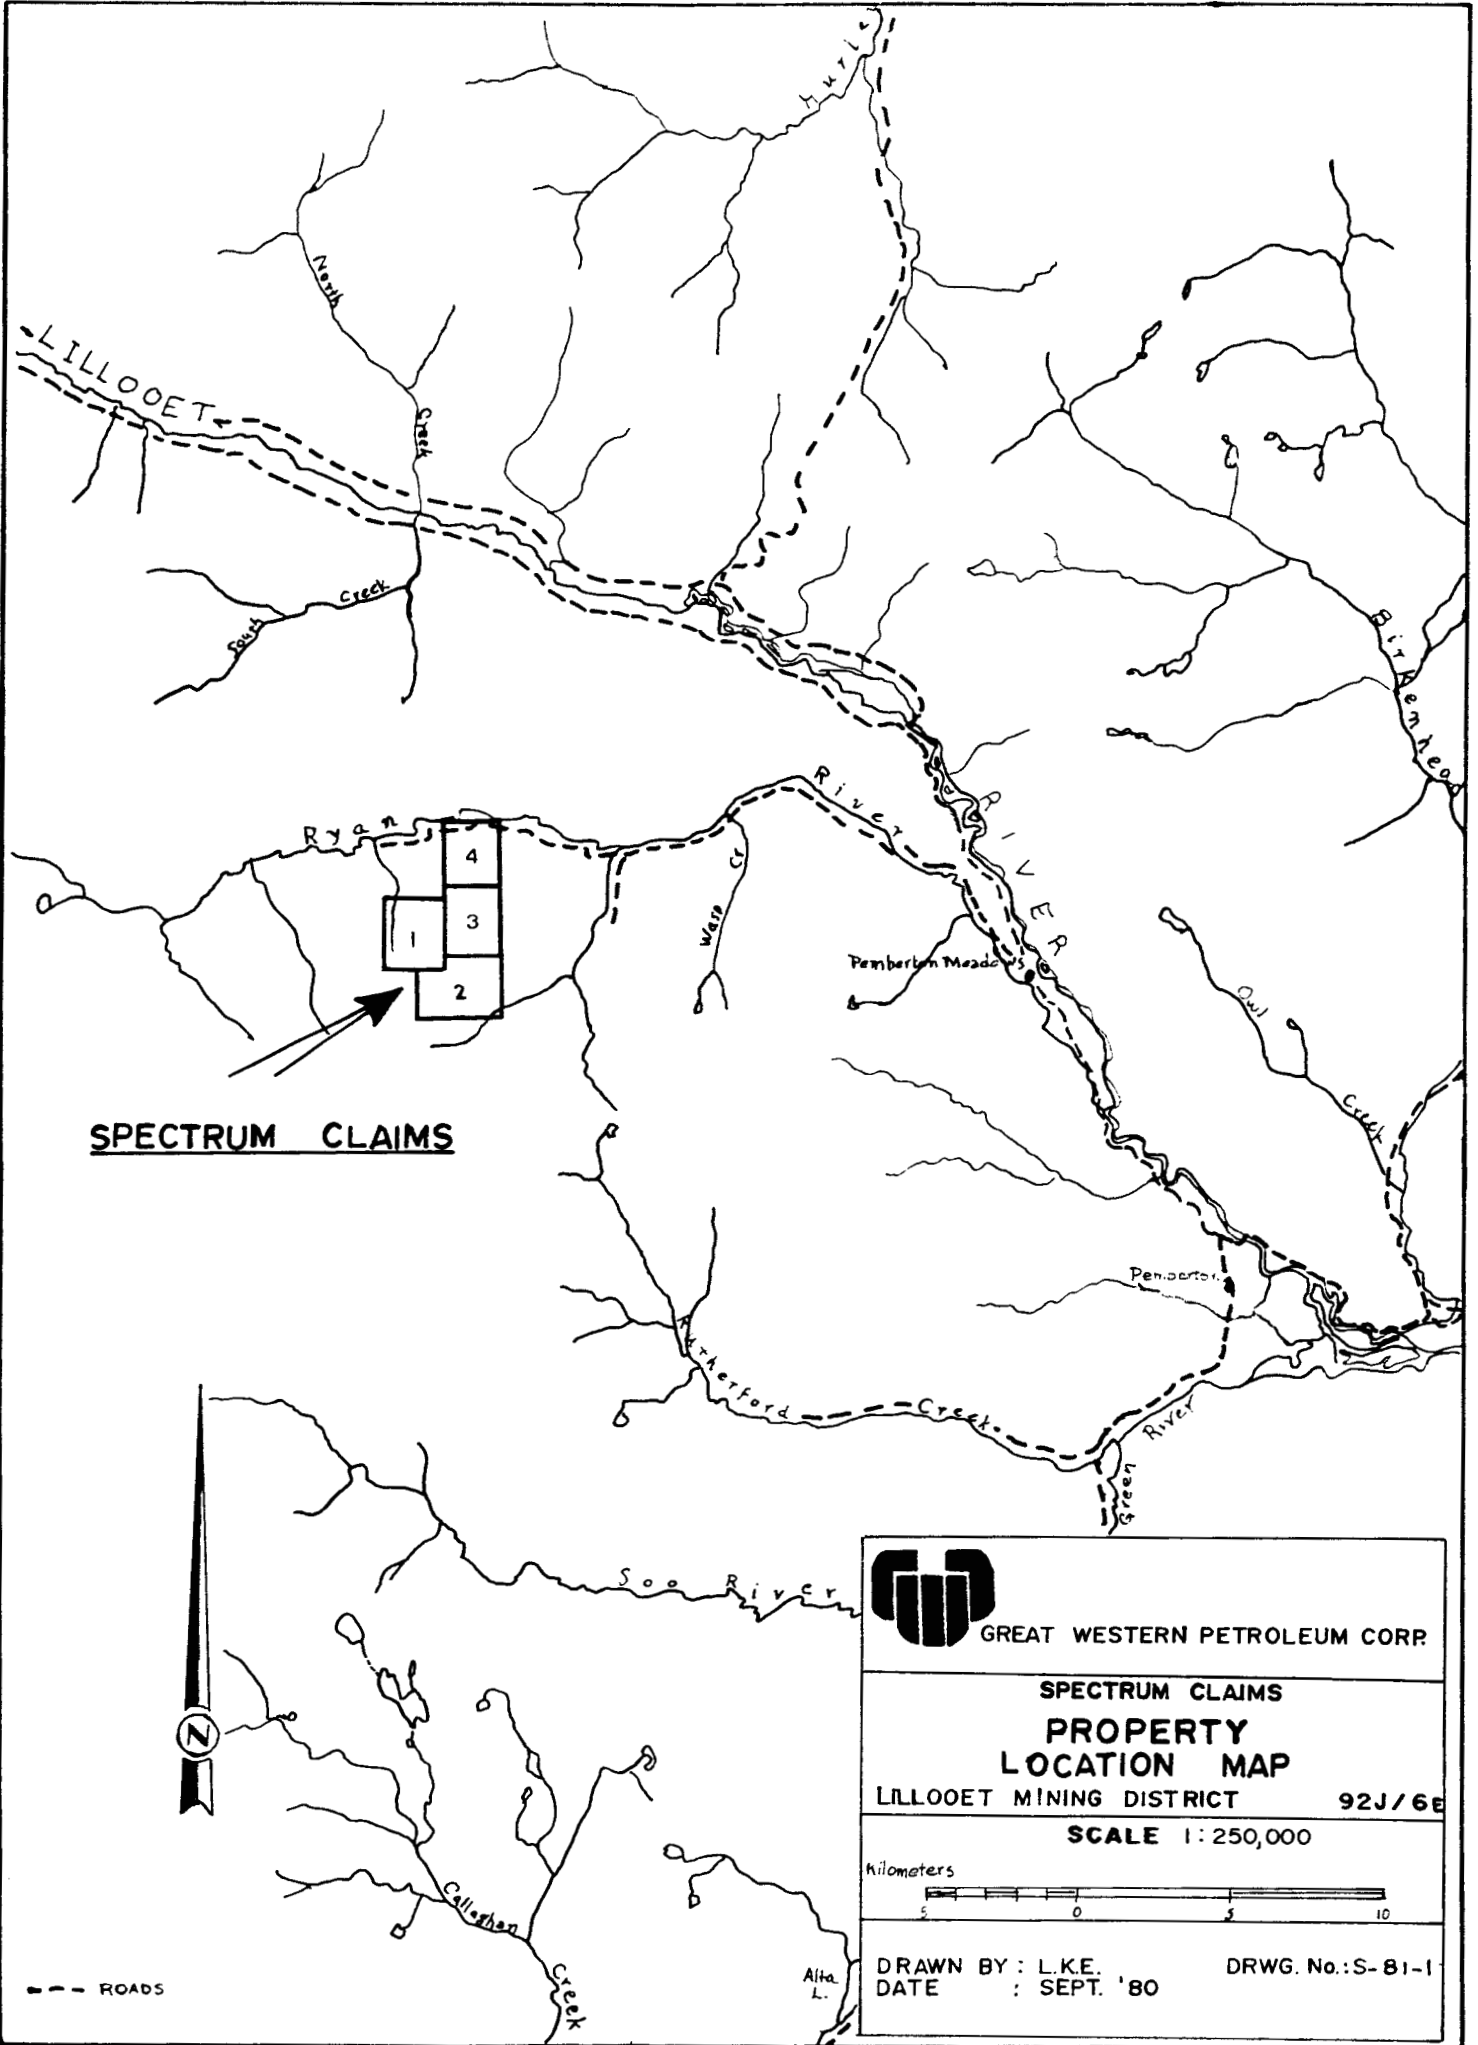 Hurley
North
Creek
LILLOOET
South Creek
Birkenhead
RIVER
Ryan River
4
3
1
2
Wasp Cr
Pemberton Meadows
Owl
Creek
SPECTRUM CLAIMS
Pemberton
Rutherford Creek
River
Green
Soo River
N
Callaghan
Creek
Alta
L.
ROADS
GREAT WESTERN PETROLEUM CORP.
SPECTRUM CLAIMS
PROPERTY
LOCATION MAP
LILLOOET MINING DISTRICT 92J/6E
SCALE 1:250,000
Kilometers
5 0 5 10
DRAWN BY : L.K.E. DRWG. No.: S-81-1
DATE : SEPT. '80